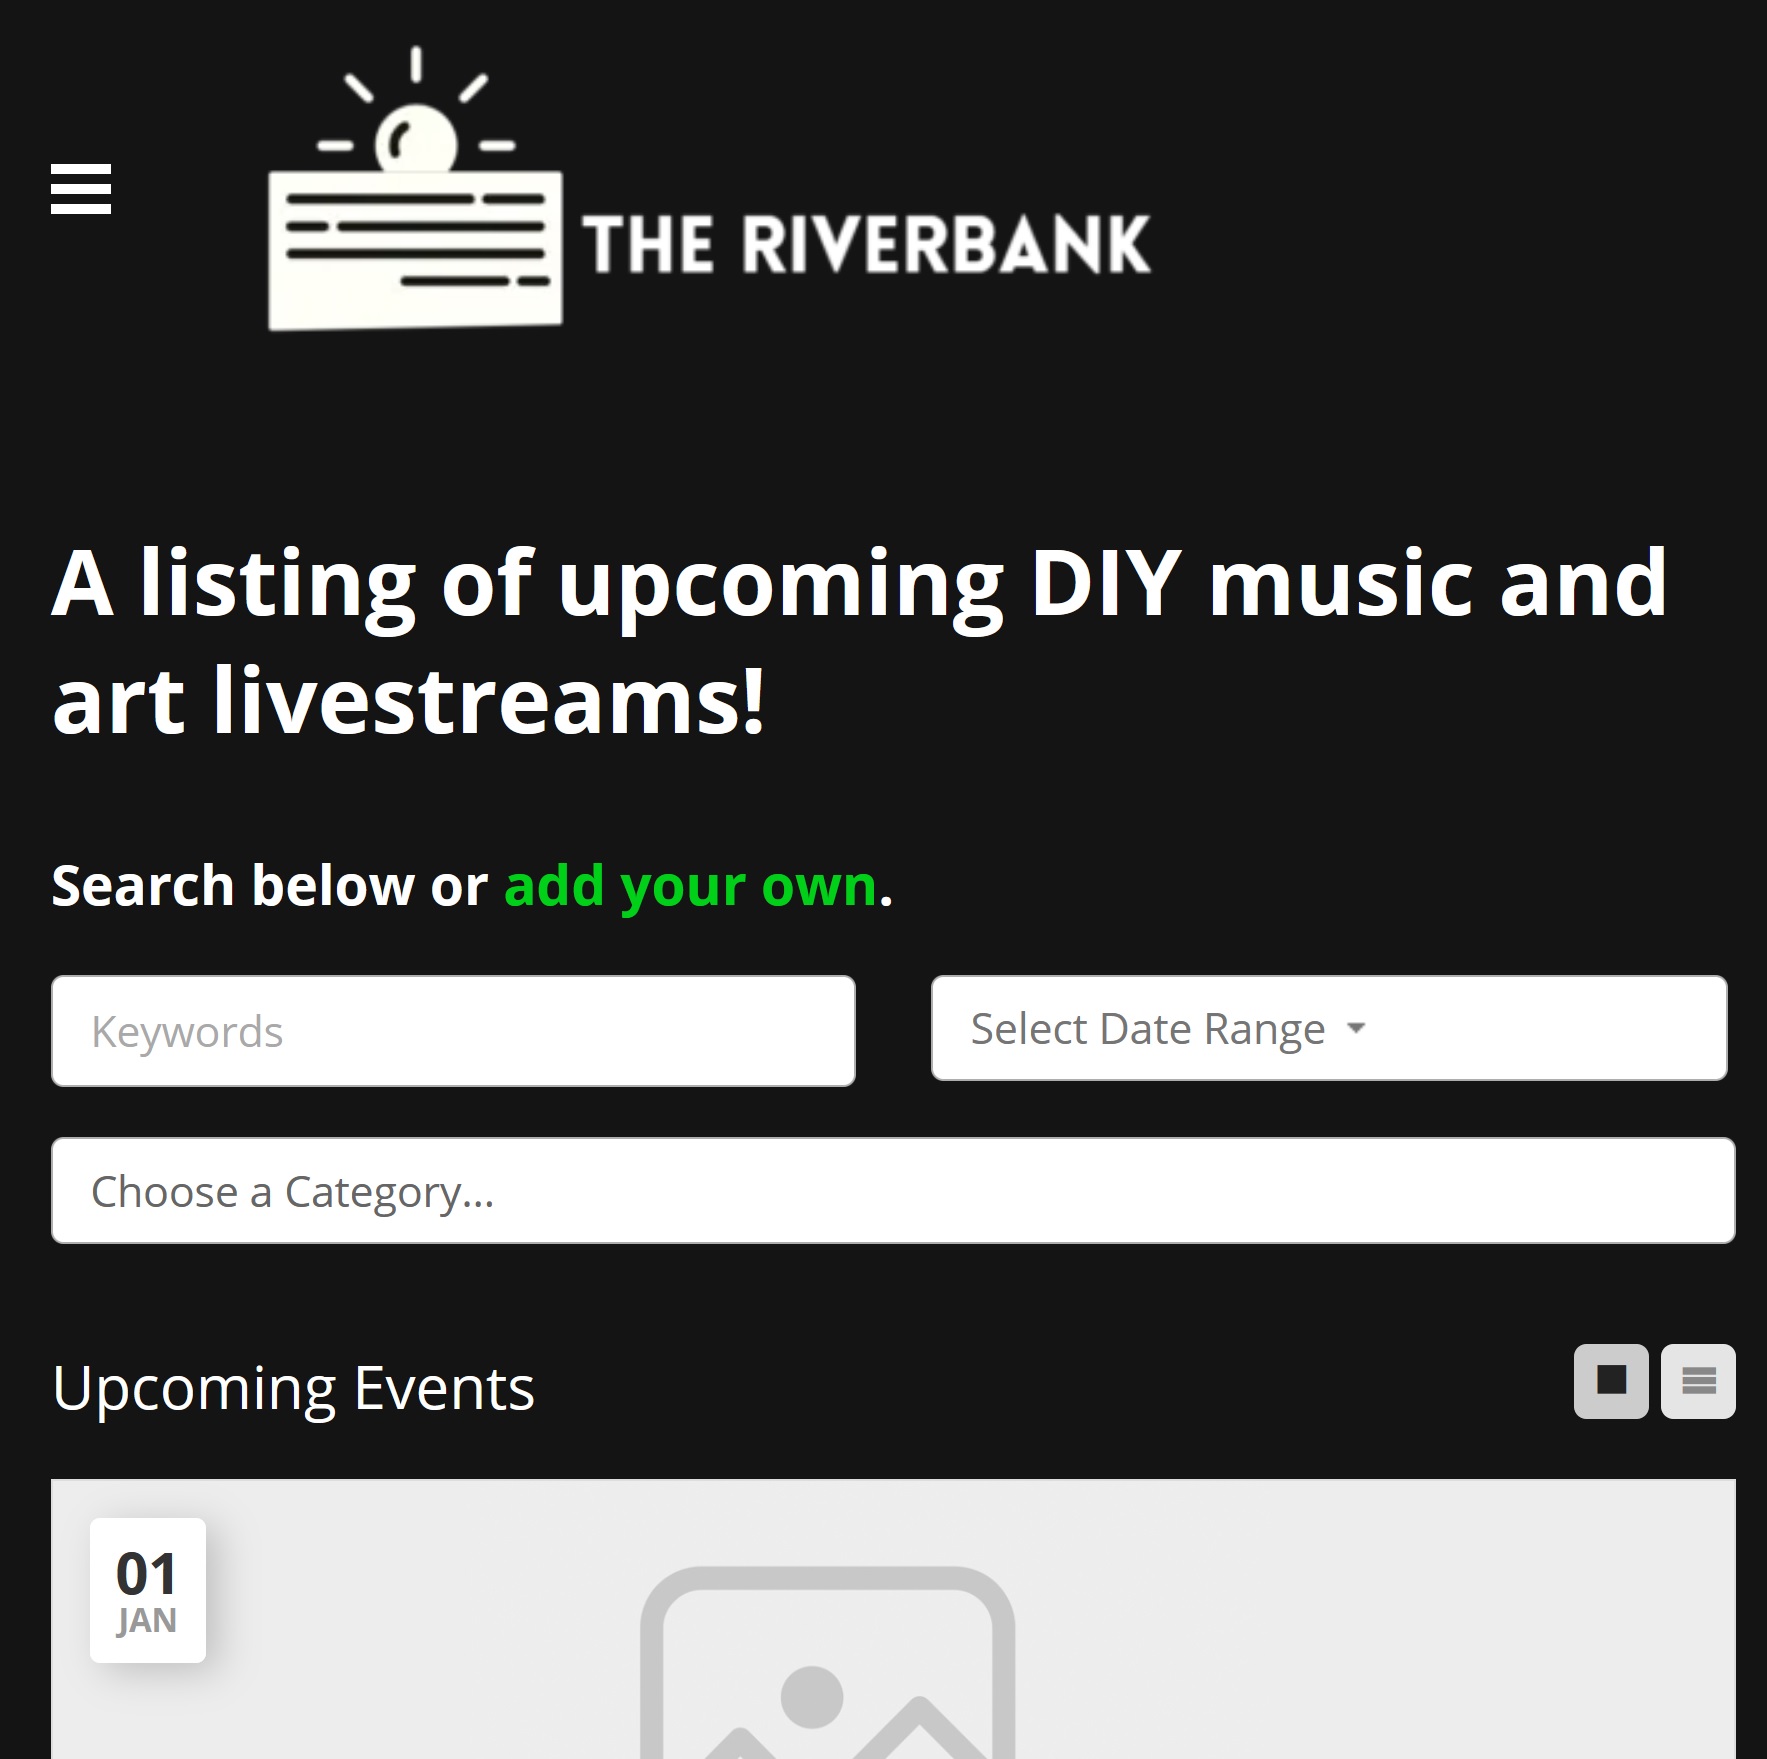 THE RIVERBANK
A listing of upcoming DIY music and
art livestreams!
Search below or add your own.
Keywords
Select Date Range
Choose a Category...
Upcoming Events
01
JAN